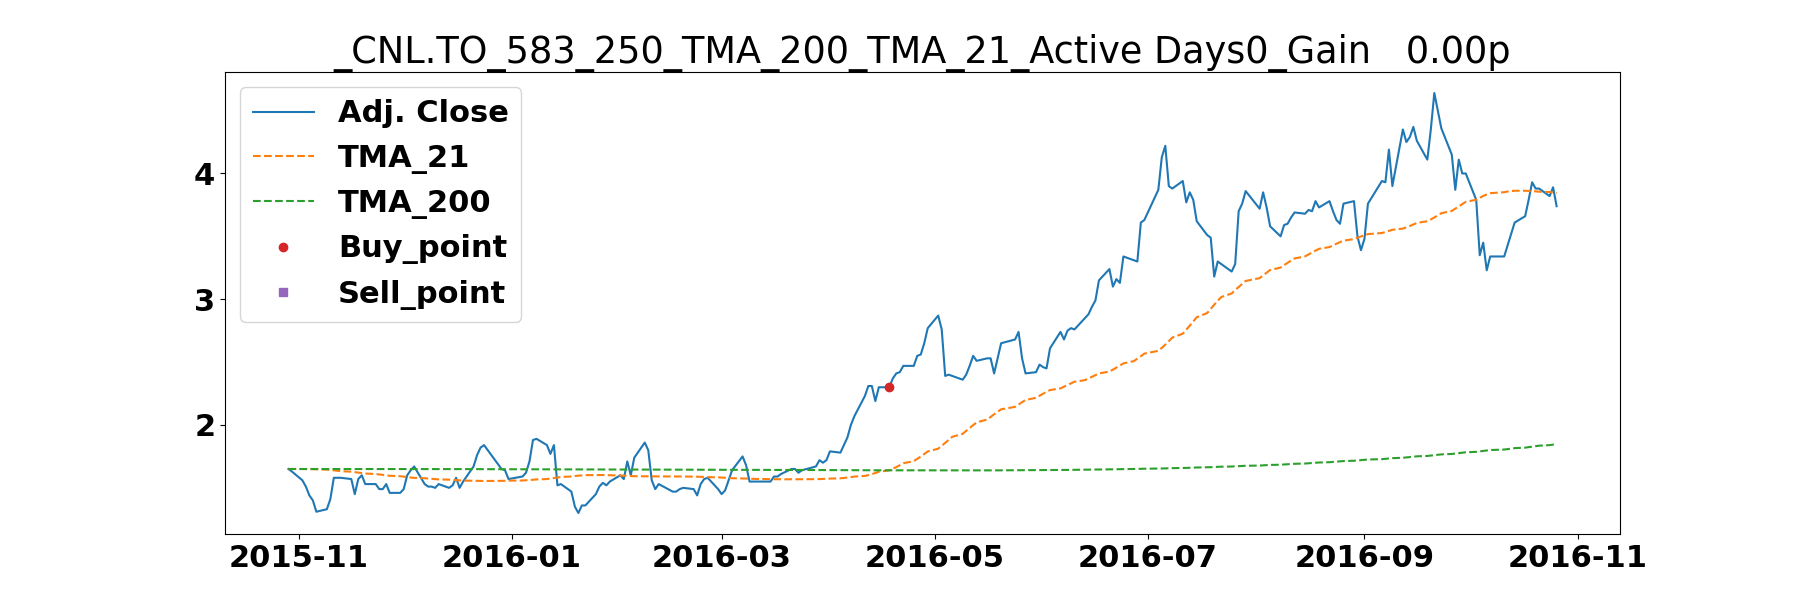 _CNL.TO_583_250_TMA_200_TMA_21_Active Days0_Gain   0.00p
Adj. Close
TMA_21
TMA_200
Buy_point
Sell_point
4
3
2
2015-11 2016-01 2016-03 2016-05 2016-07 2016-09 2016-11